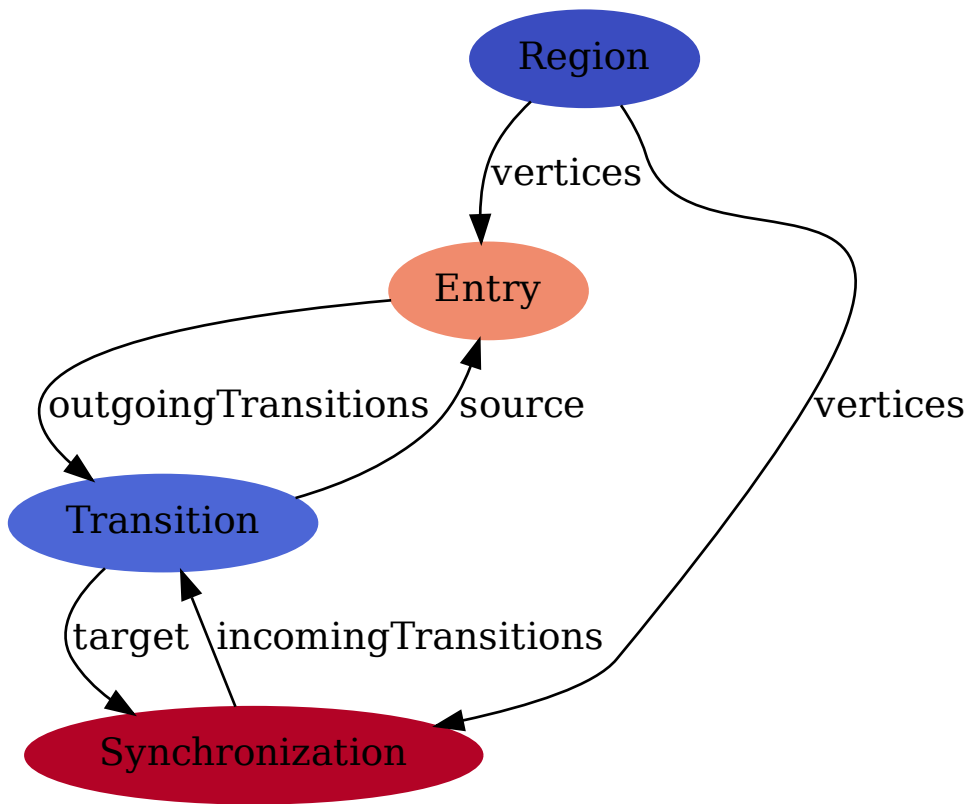 Region
vertices
Entry
outgoingTransitions
source
vertices
Transition
target
incomingTransitions
Synchronization